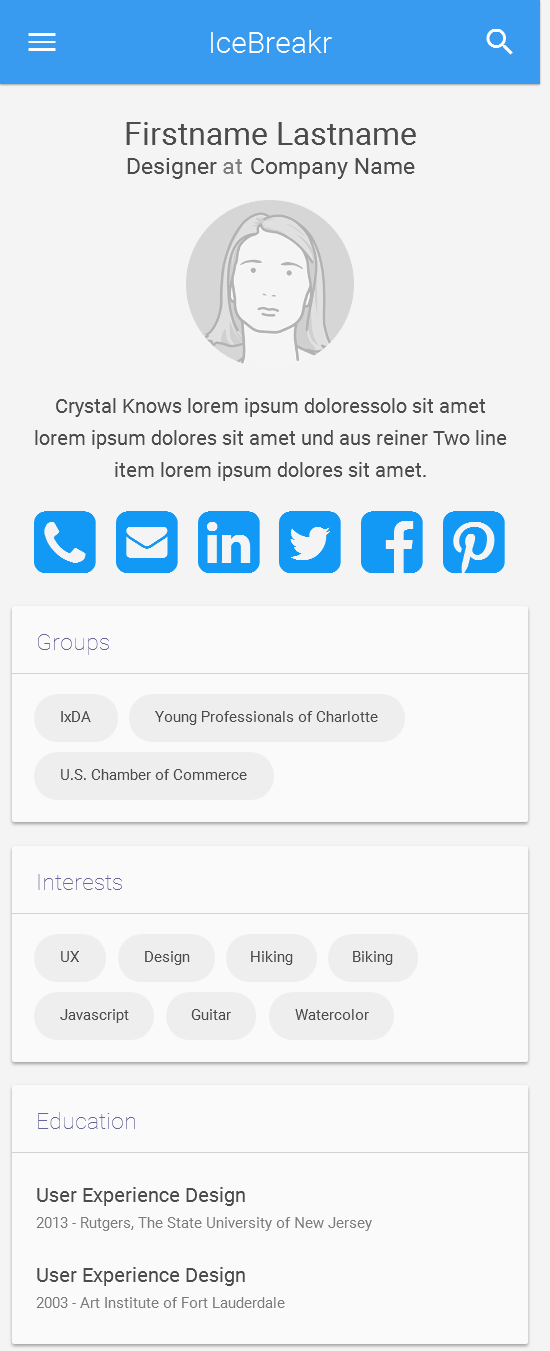 IceBreakr
Firstname Lastname
Designer at Company Name
Crystal Knows lorem ipsum doloressolo sit amet
lorem ipsum dolores sit amet und aus reiner Two line
item lorem ipsum dolores sit amet.
Groups
IxDA Young Professionals of Charlotte
U.S. Chamber of Commerce
Interests
UX Design Hiking Biking
Javascript Guitar Watercolor
Education
User Experience Design
2013 - Rutgers, The State University of New Jersey
User Experience Design
2003 - Art Institute of Fort Lauderdale